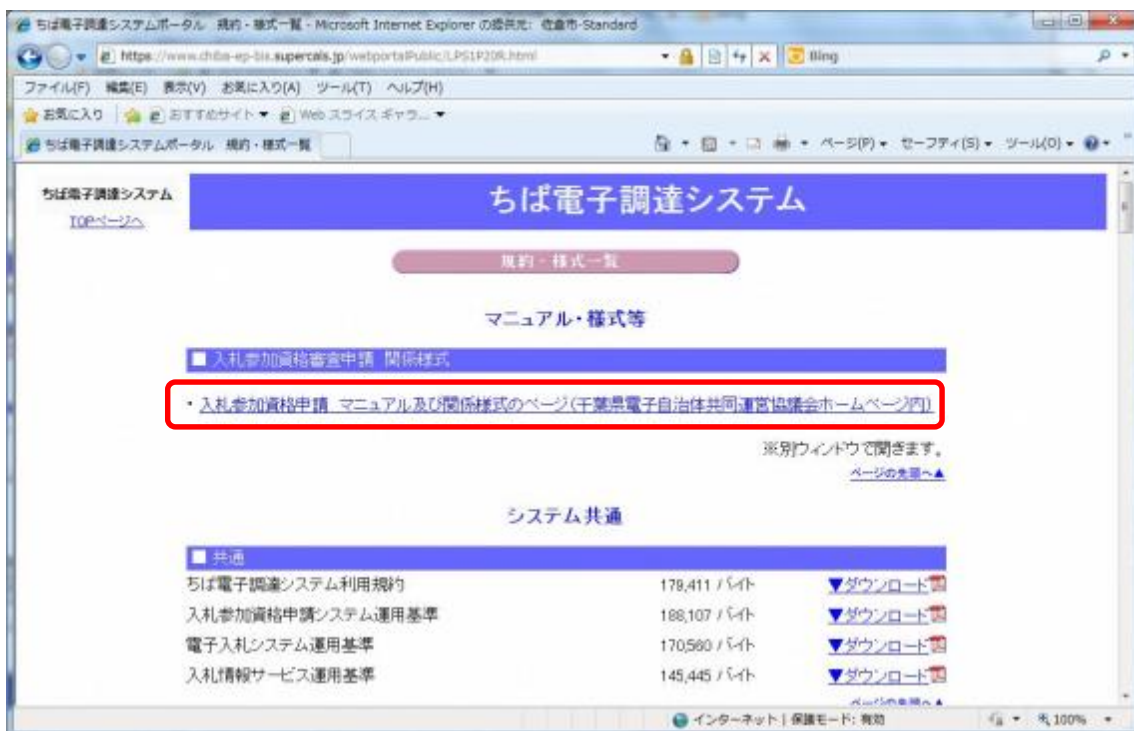 ちば電子調達システムポータル 規約・様式一覧 - Microsoft Internet Explorer の提供元: 佐倉市-Standard
https://www.chiba-ep-bis.supercals.jp/webportalPublic/LPS1P20R.html
Bing
ファイル(F) 編集(E) 表示(V) お気に入り(A) ツール(T) ヘルプ(H)
お気に入り おすすめサイト Web スライス ギャラ...
ちば電子調達システムポータル 規約・様式一覧
ページ(P) セーフティ(S) ツール(O)
ちば電子調達システム
TOPページへ
ちば電子調達システム
規約・様式一覧
マニュアル・様式等
■ 入札参加資格審査申請 関係様式
・入札参加資格申請 マニュアル及び関係様式のページ(千葉県電子自治体共同運営協議会ホームページ内)
※別ウィンドウで開きます。
ページの先頭へ▲
システム共通
■ 共通
ちば電子調達システム利用規約 179,411 バイト ▼ダウンロード
入札参加資格申請システム運用基準 188,107 バイト ▼ダウンロード
電子入札システム運用基準 170,560 バイト ▼ダウンロード
入札情報サービス運用基準 145,445 バイト ▼ダウンロード
ページの先頭へ▲
インターネット | 保護モード: 有効 100%